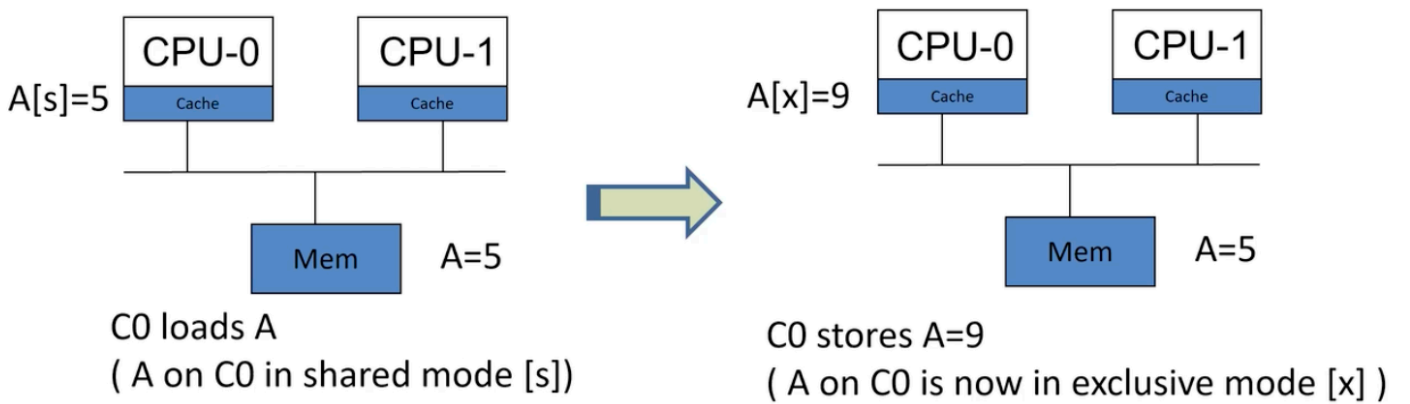 CPU-0
CPU-1
A[s]=5
Cache
Cache
Mem
A=5
C0 loads A
( A on C0 in shared mode [s])
CPU-0
CPU-1
A[x]=9
Cache
Cache
Mem
A=5
C0 stores A=9
( A on C0 is now in exclusive mode [x] )